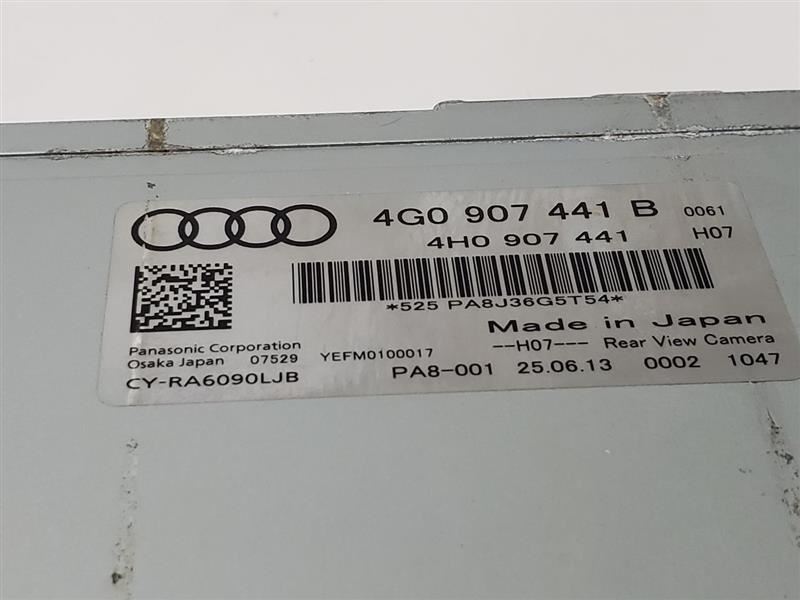 4G0 907 441 B 0061
4H0 907 441 H07
*525 PA8J36G5T54*
Made in Japan
Panasonic Corporation
Osaka Japan 07529 YEFM0100017 --H07--- Rear View Camera
CY-RA6090LJB PA8-001 25.06.13 0002 1047